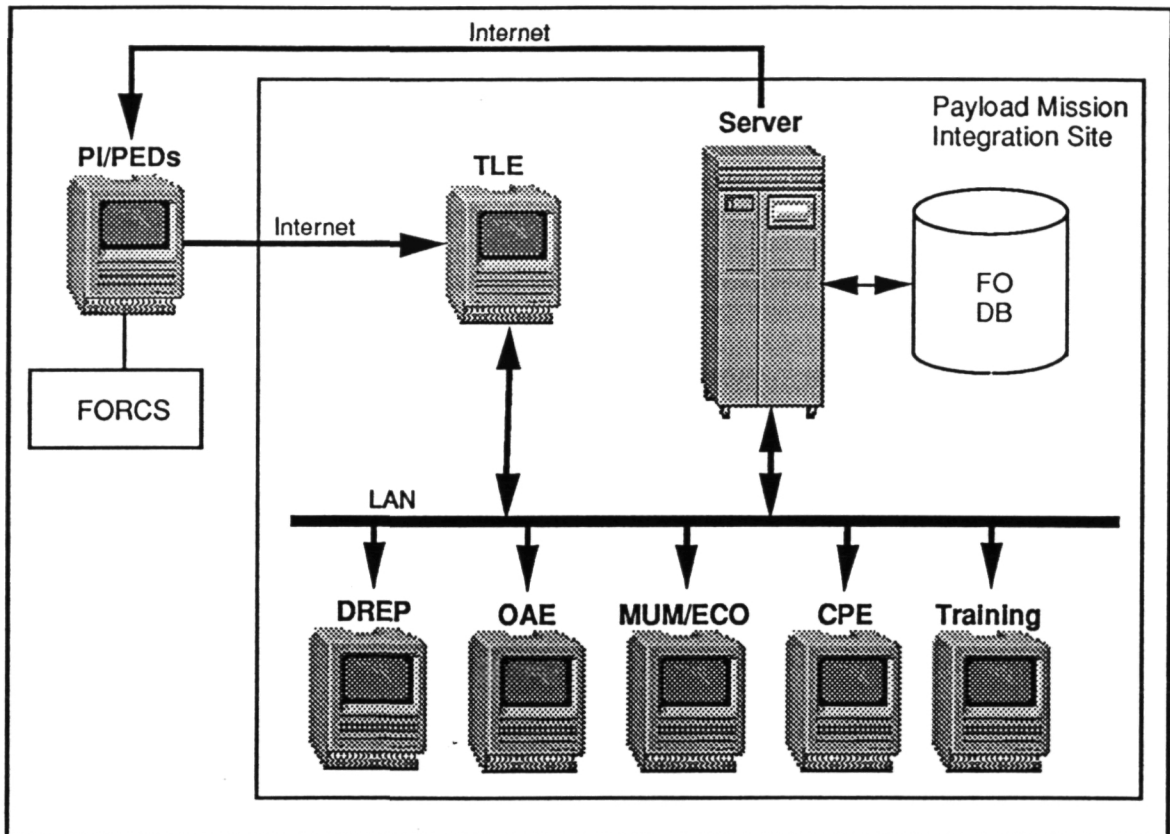 Internet
Payload Mission
Integration Site
Server
PI/PEDs
TLE
Internet
FO
DB
FORCS
LAN
DREP
OAE
MUM/ECO
CPE
Training